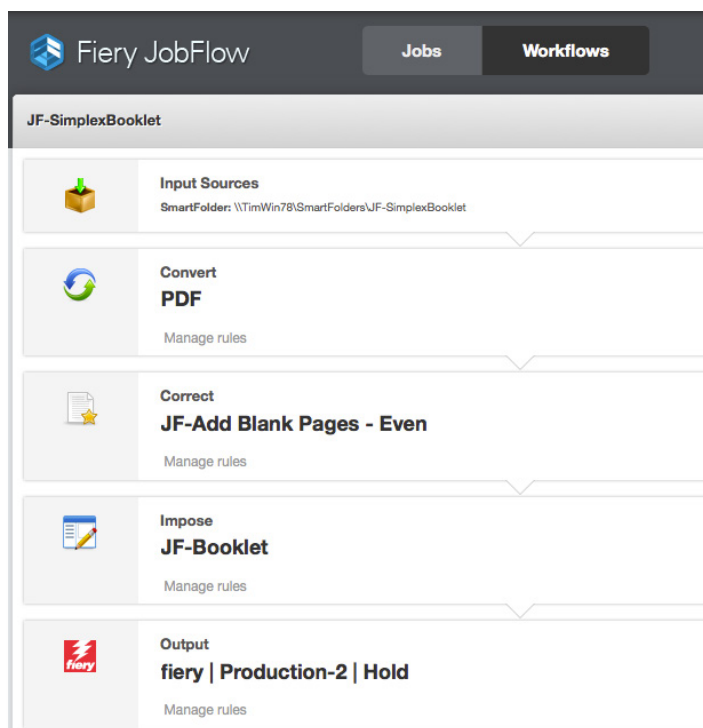 Fiery JobFlow
Jobs
Workflows
JF-SimplexBooklet
Input Sources
SmartFolder: \\TimWin78\SmartFolders\JF-SimplexBooklet
Convert
PDF
Manage rules
Correct
JF-Add Blank Pages - Even
Manage rules
Impose
JF-Booklet
Manage rules
fiery
Output
fiery | Production-2 | Hold
Manage rules